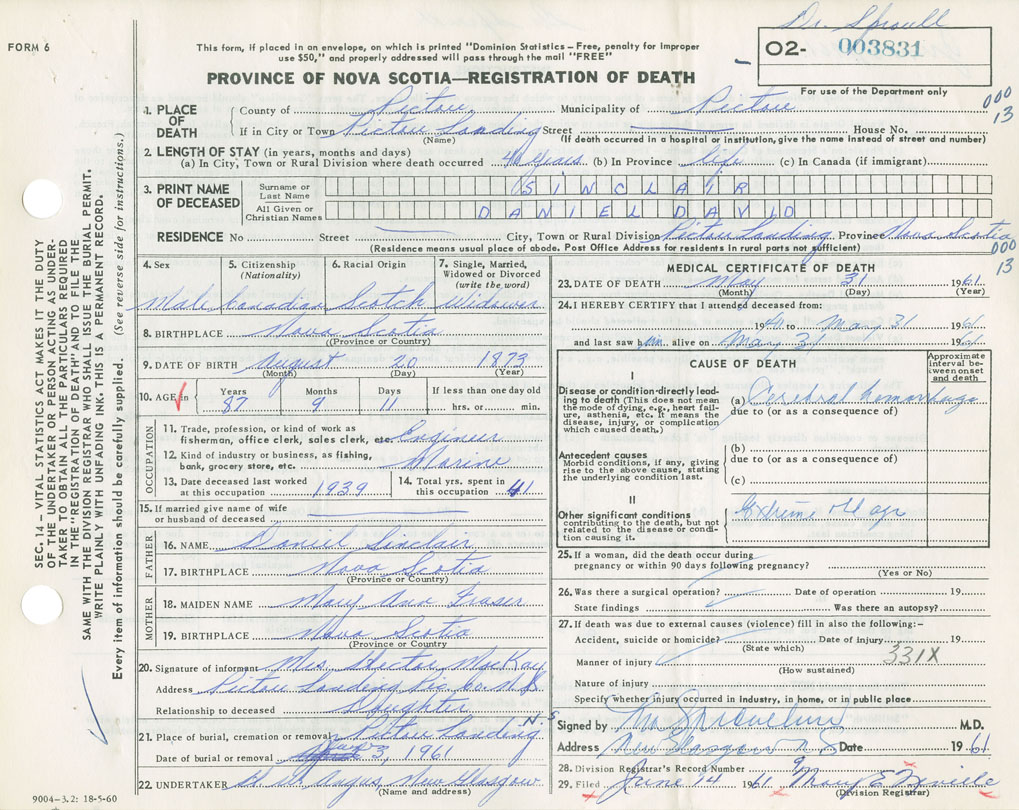 Dr. Sproull
FORM 6
This form, if placed in an envelope, on which is printed "Dominion Statistics – Free, penalty for improper
use $50," and properly addressed will pass through the mail "FREE"
O2- 003831
PROVINCE OF NOVA SCOTIA—REGISTRATION OF DEATH
For use of the Department only
000
13
1. PLACE OF DEATH
County of Pictou Municipality of Pictou
If in City or Town Pictou Landing Street House No.
(Name) (If death occurred in a hospital or institution, give the name instead of street and number)
2. LENGTH OF STAY (in years, months and days)
(a) In City, Town or Rural Division where death occurred 40 years (b) In Province life (c) In Canada (if immigrant)
3. PRINT NAME OF DECEASED
Surname or Last Name SINCLAIR
All Given or Christian Names DANIEL DAVID
RESIDENCE No Street City, Town or Rural Division Pictou Landing Province Nova Scotia
(Residence means usual place of abode. Post Office Address for residents in rural parts not sufficient)
000
13
4. Sex 5. Citizenship (Nationality) 6. Racial Origin 7. Single, Married, Widowed or Divorced (write the word)
Male Canadian Scotch Widower
8. BIRTHPLACE Nova Scotia
(Province or Country)
9. DATE OF BIRTH August 20 1873
(Month) (Day) (Year)
10. AGE in Years Months Days If less than one day old
87 9 11 hrs. or min.
OCCUPATION
11. Trade, profession, or kind of work as
fisherman, office clerk, sales clerk, etc. Engineer
12. Kind of industry or business, as fishing,
bank, grocery store, etc. Marine
13. Date deceased last worked
at this occupation 1939
14. Total yrs. spent in
this occupation 41
15. If married give name of wife
or husband of deceased
FATHER
16. NAME Daniel Sinclair
17. BIRTHPLACE Nova Scotia
(Province or Country)
MOTHER
18. MAIDEN NAME Mary Ann Fraser
19. BIRTHPLACE Nova Scotia
(Province or Country)
20. Signature of informant Mrs. Hector MacKay
Address Pictou Landing Pic. Co. N.S.
Relationship to deceased Daughter
21. Place of burial, cremation or removal Pictou Landing N.S
Date of burial or removal 3, 1961
22. UNDERTAKER Angus, New Glasgow
(Name and address)
9004—3.2: 18-5-60
MEDICAL CERTIFICATE OF DEATH
23. DATE OF DEATH May 31 1961
(Month) (Day) (Year)
24. I HEREBY CERTIFY that I attended deceased from:
1940 to May 31 1961
and last saw him alive on May 31 1961
CAUSE OF DEATH
Approximate interval between onset and death
I
Disease or condition directly leading to death (This does not mean
the mode of dying, e.g., heart failure, asthenia, etc. It means the
disease, injury, or complication
which caused death.)
(a) Cerebral hemorrhage
due to (or as a consequence of)
Antecedent causes
Morbid conditions, if any, giving
rise to the above cause, stating
the underlying condition last.
(b)
due to (or as a consequence of)
(c)
II
Other significant conditions
contributing to the death, but not
related to the disease or condition
causing it.
Extreme old age
25. If a woman, did the death occur during
pregnancy or within 90 days following pregnancy?
(Yes or No)
26. Was there a surgical operation? Date of operation 19
State findings Was there an autopsy?
27. If death was due to external causes (violence) fill in also the following:–
Accident, suicide or homicide? Date of injury 19
(State which)
331X
Manner of injury
(How sustained)
Nature of injury
Specify whether injury occurred in industry, in home, or in public place
Signed by M.D.
Address New Glasgow N S Date 1961
28. Division Registrar's Record Number 9
29. Filed June 14 1961 Mary E
(Division Registrar)
SEC. 14 – VITAL STATISTICS ACT MAKES IT THE DUTY
OF THE UNDERTAKER OR PERSON ACTING AS UNDERTAKER
TO OBTAIN ALL THE PARTICULARS REQUIRED
IN THE "REGISTRATION OF DEATH" AND TO FILE THE
SAME WITH THE DIVISION REGISTRAR WHO SHALL ISSUE THE BURIAL PERMIT.
WRITE PLAINLY WITH UNFADING INK. THIS IS A PERMANENT RECORD.
Every item of information should be carefully supplied. (See reverse side for instructions.)